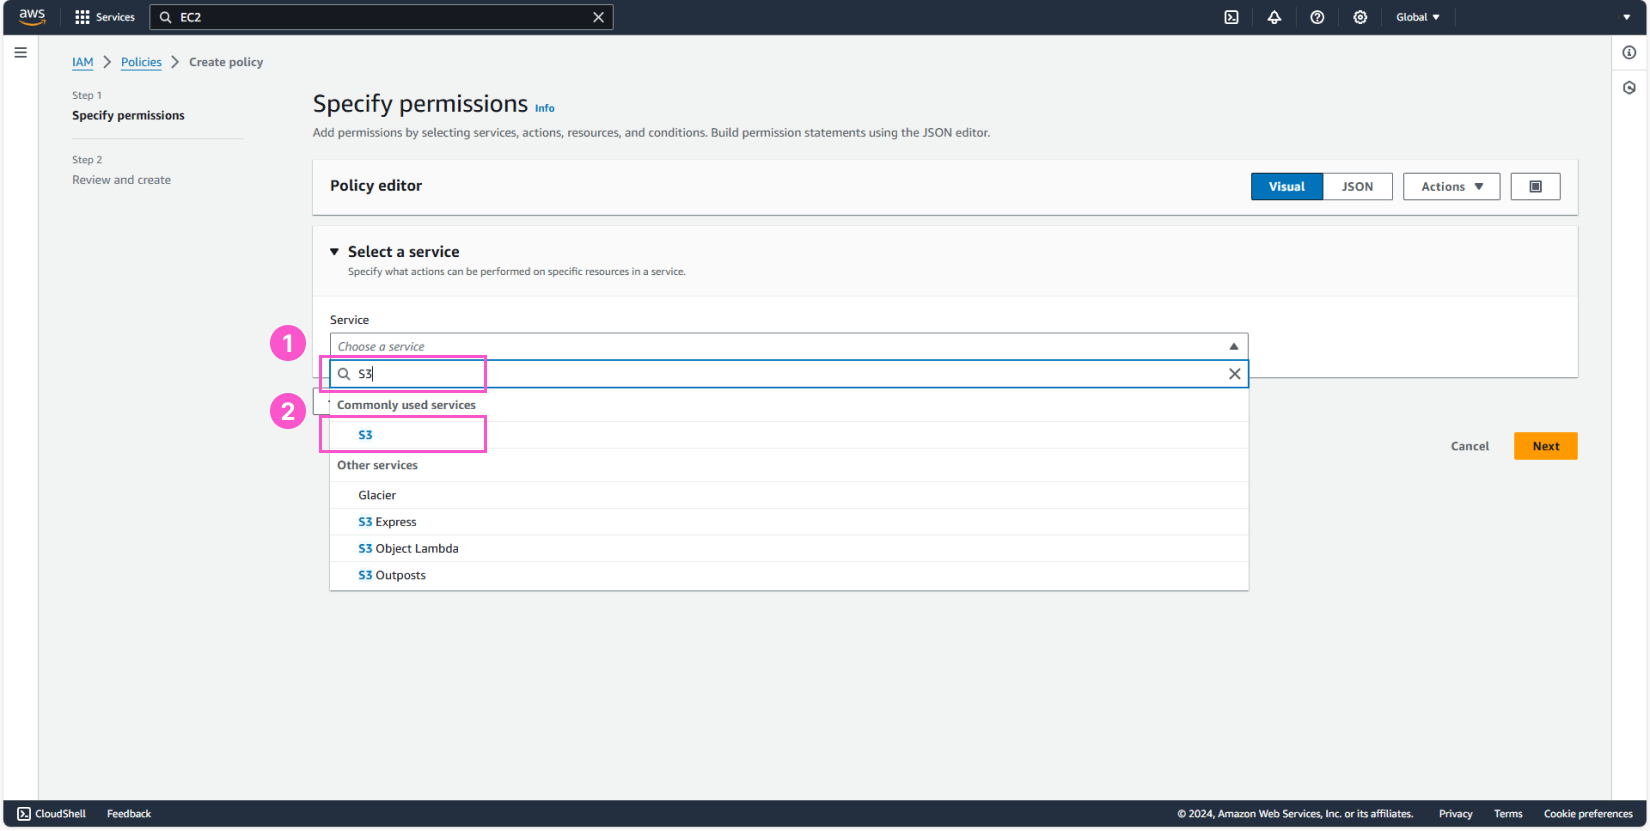 aws
Services
EC2
Global
IAM
Policies
Create policy
Step 1
Specify permissions
Step 2
Review and create
Specify permissions Info
Add permissions by selecting services, actions, resources, and conditions. Build permission statements using the JSON editor.
Policy editor
Visual
JSON
Actions
Select a service
Specify what actions can be performed on specific resources in a service.
Service
1
Choose a service
S3
2
Commonly used services
S3
Other services
Glacier
S3 Express
S3 Object Lambda
S3 Outposts
Cancel
Next
CloudShell
Feedback
© 2024, Amazon Web Services, Inc. or its affiliates.
Privacy
Terms
Cookie preferences